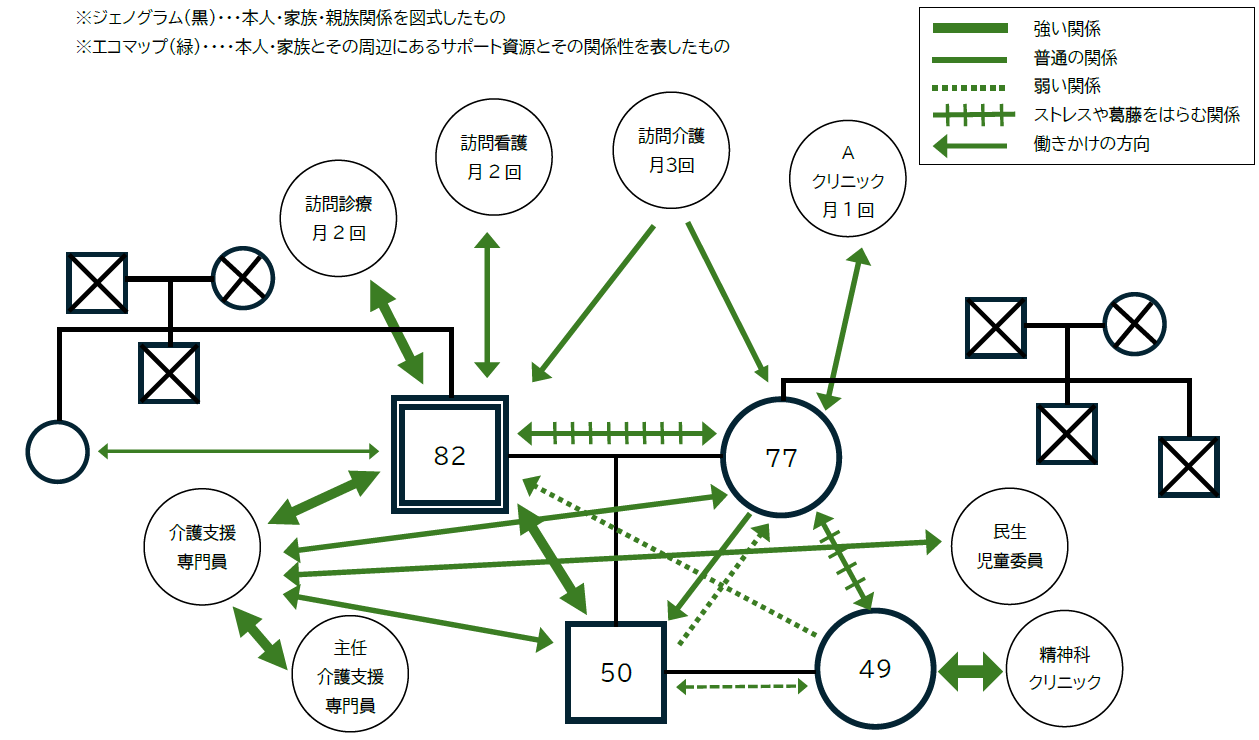 ※ジェノグラム（黒）・・・本人・家族・親族関係を図式したもの
※エコマップ（緑）・・・・本人・家族とその周辺にあるサポート資源とその関係性を表したもの
強い関係
普通の関係
弱い関係
ストレスや葛藤をはらむ関係
働きかけの方向
訪問看護
月２回
訪問介護
月3回
A
クリニック
月１回
訪問診療
月２回
82
77
介護支援
専門員
民生
児童委員
主任
介護支援
専門員
50
49
精神科
クリニック